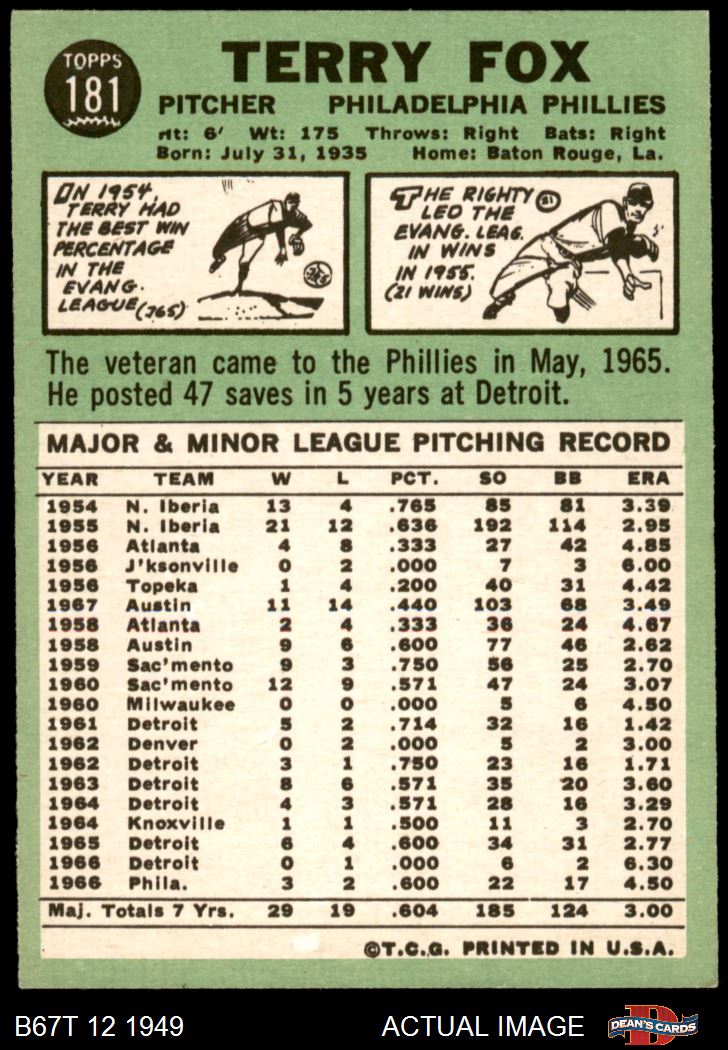 TOPPS
181
TERRY FOX
PITCHER PHILADELPHIA PHILLIES
Ht: 6' Wt: 175 Throws: Right Bats: Right
Born: July 31, 1935 Home: Baton Rouge, La.
IN 1954, TERRY HAD
THE BEST WIN
PERCENTAGE
IN THE
EVANG.
LEAGUE (765)
.765
THE RIGHTY
LED THE
EVANG. LEAG.
IN WINS
IN 1955.
(21 WINS)
21
The veteran came to the Phillies in May, 1965.
He posted 47 saves in 5 years at Detroit.
MAJOR & MINOR LEAGUE PITCHING RECORD
YEAR TEAM W L PCT. SO BB ERA
1954 N. Iberia 13 4 .765 85 81 3.39
1955 N. Iberia 21 12 .636 192 114 2.95
1956 Atlanta 4 8 .333 27 42 4.85
1956 J'ksonville 0 2 .000 7 3 6.00
1956 Topeka 1 4 .200 40 31 4.42
1967 Austin 11 14 .440 103 68 3.49
1958 Atlanta 2 4 .333 36 24 4.67
1958 Austin 9 6 .600 77 46 2.62
1959 Sac'mento 9 3 .750 56 25 2.70
1960 Sac'mento 12 9 .571 47 24 3.07
1960 Milwaukee 0 0 .000 5 6 4.50
1961 Detroit 5 2 .714 32 16 1.42
1962 Denver 0 2 .000 5 2 3.00
1962 Detroit 3 1 .750 23 16 1.71
1963 Detroit 8 6 .571 35 20 3.60
1964 Detroit 4 3 .571 28 16 3.29
1964 Knoxville 1 1 .500 11 3 2.70
1965 Detroit 6 4 .600 34 31 2.77
1966 Detroit 0 1 .000 6 2 6.30
1966 Phila. 3 2 .600 22 17 4.50
Maj. Totals 7 Yrs. 29 19 .604 185 124 3.00
©T.C.G. PRINTED IN U.S.A.
B67T 12 1949 ACTUAL IMAGE DEAN'S CARDS